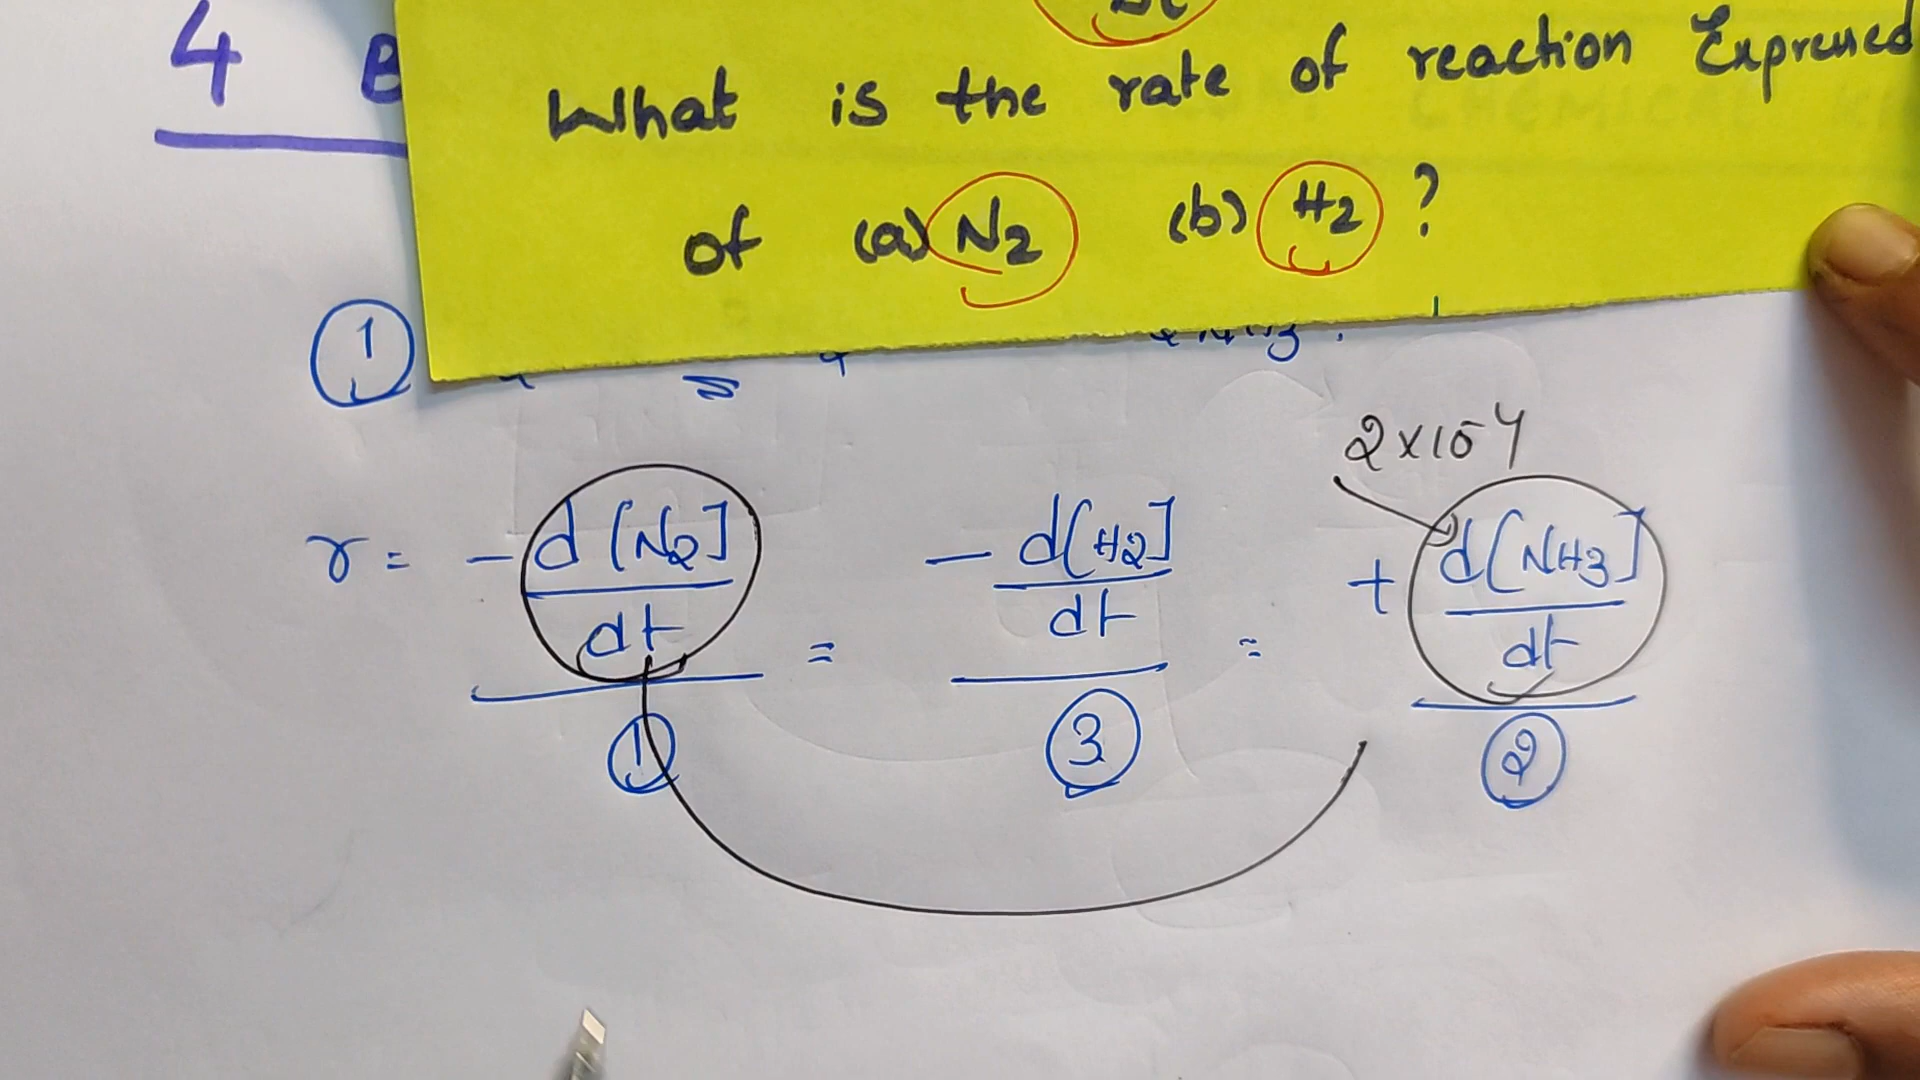 4 B
What is the rate of reaction Expressed
of (a) N2 (b) H2 ?
1
2NH3.
2×10-4
r = - d[N2]/dt / 1 = - d[H2]/dt / 3 = + d[NH3]/dt / 2